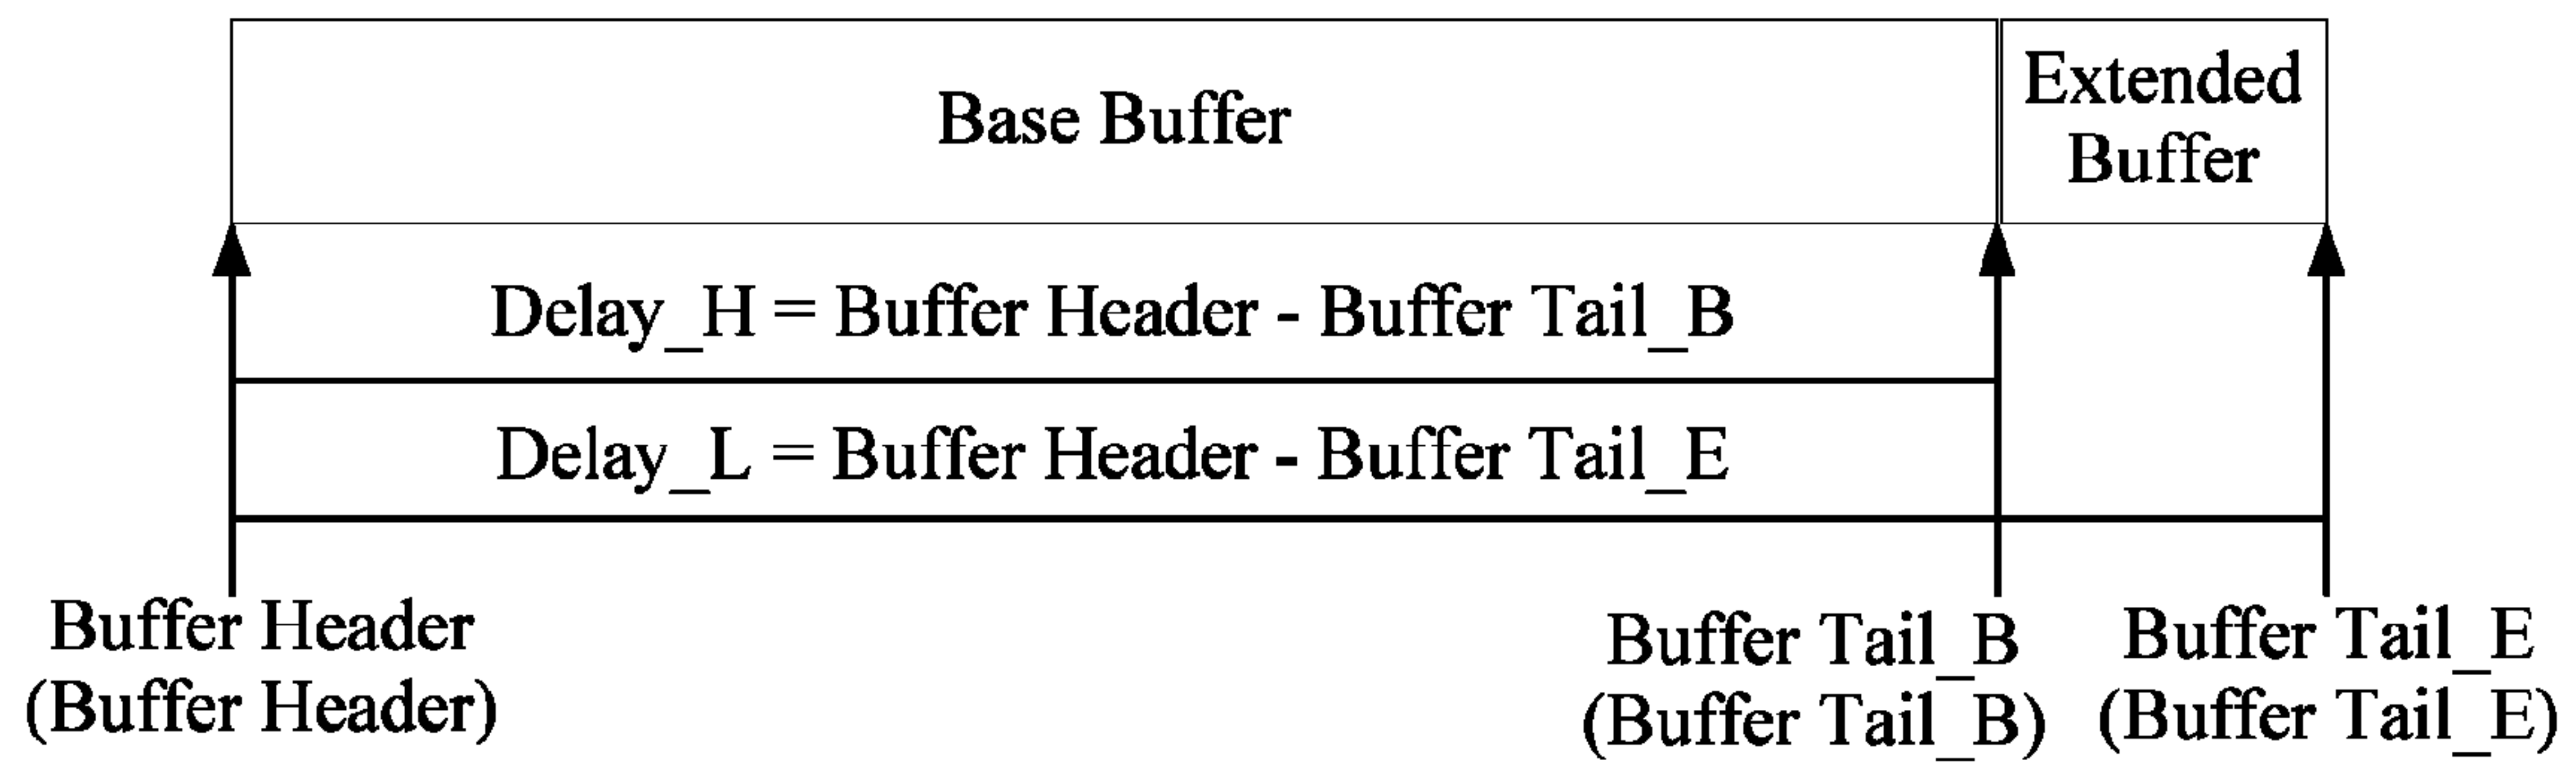 Base Buffer
Extended
Buffer
Delay_H = Buffer Header - Buffer Tail_B
Delay_L = Buffer Header - Buffer Tail_E
Buffer Header
(Buffer Header)
Buffer Tail_B
(Buffer Tail_B)
Buffer Tail_E
(Buffer Tail_E)